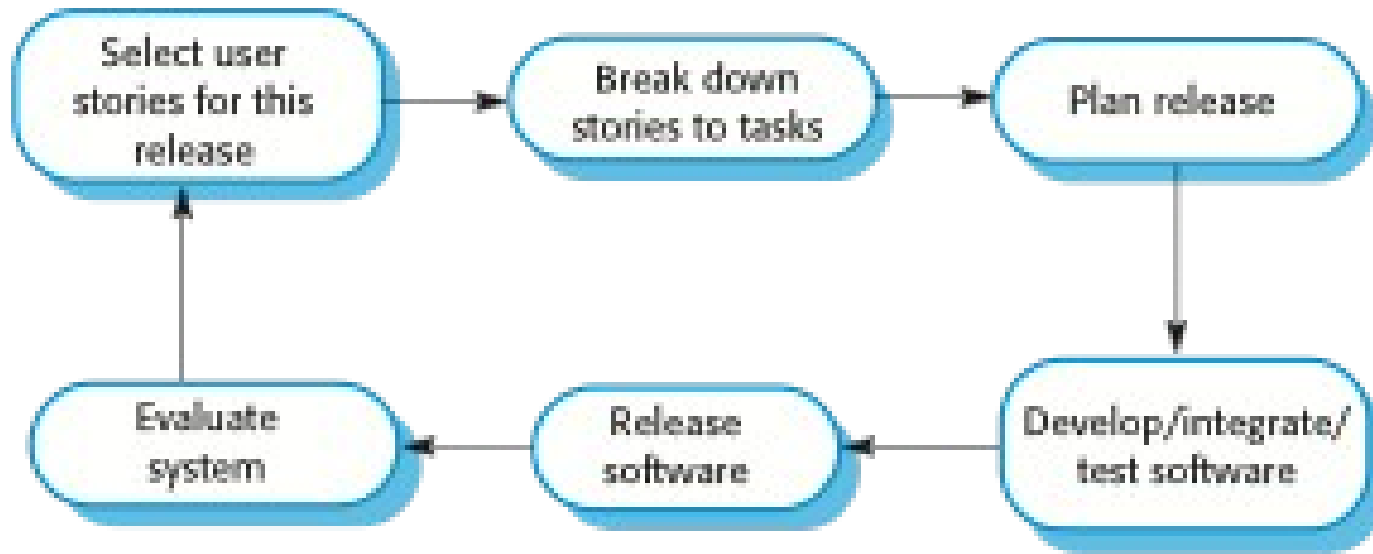 Select user
stories for this
release
Break down
stories to tasks
Plan release
Develop/integrate/
test software
Release
software
Evaluate
system